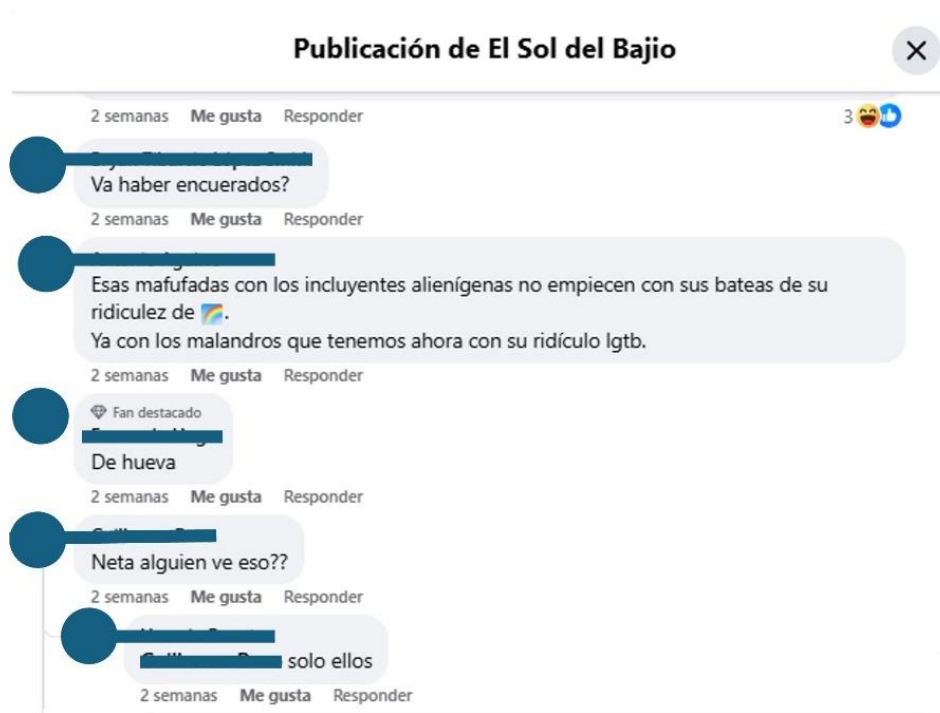 Publicación de El Sol del Bajio
2 semanas Me gusta Responder 3
Va haber encuerados?
2 semanas Me gusta Responder
Esas mafufadas con los incluyentes alienígenas no empiecen con sus bateas de su
ridiculez de 🌈.
Ya con los malandros que tenemos ahora con su ridículo lgtb.
2 semanas Me gusta Responder
Fan destacado
De hueva
2 semanas Me gusta Responder
Neta alguien ve eso??
2 semanas Me gusta Responder
solo ellos
2 semanas Me gusta Responder